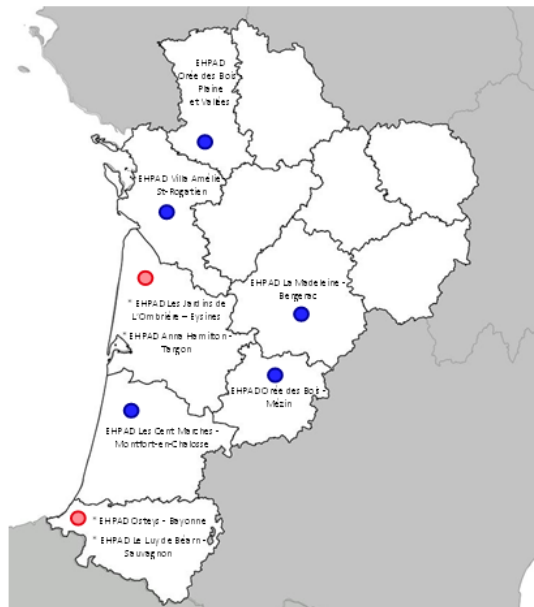 EHPAD
Orée des Bois -
Plaine
et Vallées
* EHPAD Villa Amélie -
St-Rogatien
EHPAD La Madeleine -
Bergerac
* EHPAD Les Jardins de
L'Ombrière – Eysines
* EHPAD Anna Hamilton -
Targon
EHPAD Orée des Bois -
Mézin
EHPAD Les Cent Marches -
Montfort-en-Chalosse
* EHPAD Osteys - Bayonne
* EHPAD Le Luy de Béarn -
Sauvagnon